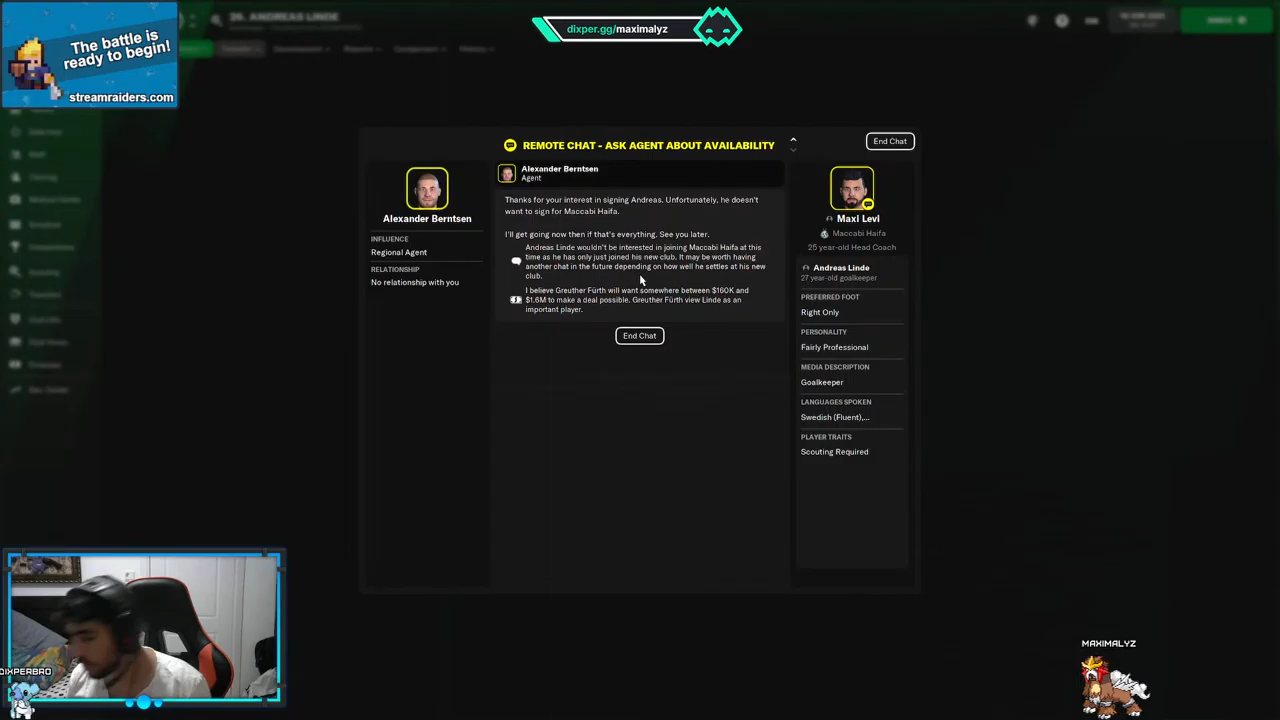 The battle is
ready to begin!
streamraiders.com
dixper.gg/maximalyz
26. ANDREAS LINDE
REMOTE CHAT - ASK AGENT ABOUT AVAILABILITY
End Chat
Alexander Berntsen
INFLUENCE
Regional Agent
RELATIONSHIP
No relationship with you
Alexander Berntsen
Agent
Thanks for your interest in signing Andreas. Unfortunately, he doesn't
want to sign for Maccabi Haifa.
I'll get going now then if that's everything. See you later.
Andreas Linde wouldn't be interested in joining Maccabi Haifa at this
time as he has only just joined his new club. It may be worth having
another chat in the future depending on how well he settles at his new
club.
I believe Greuther Fürth will want somewhere between $160K and
$1.6M to make a deal possible. Greuther Fürth view Linde as an
important player.
End Chat
Maxi Levi
Maccabi Haifa
25 year-old Head Coach
Andreas Linde
27 year-old goalkeeper
PREFERRED FOOT
Right Only
PERSONALITY
Fairly Professional
MEDIA DESCRIPTION
Goalkeeper
LANGUAGES SPOKEN
Swedish (Fluent),...
PLAYER TRAITS
Scouting Required
DIXPERBRO
MAXIMALYZ